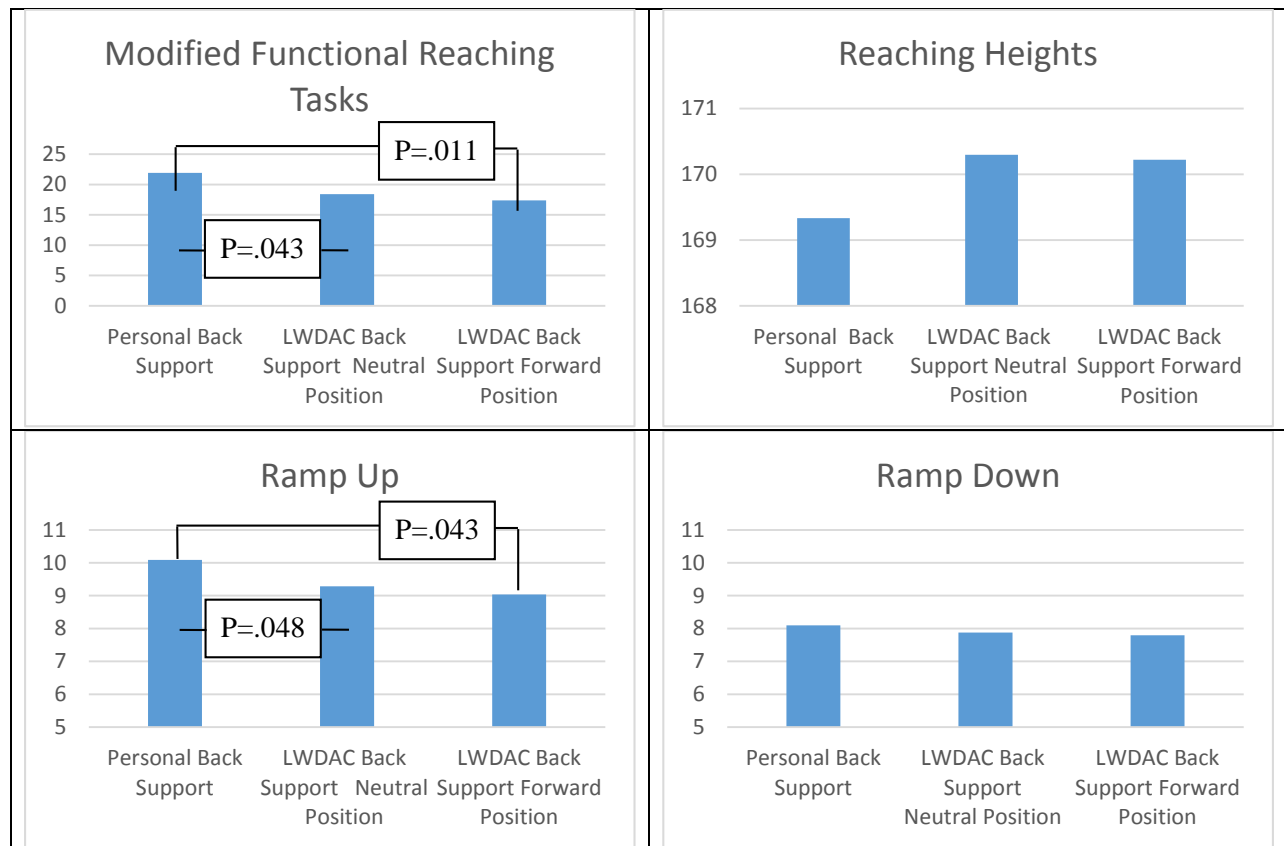 Modified Functional Reaching
Tasks
25
20
15
10
5
0
P=.011
P=.043
Personal Back
Support
LWDAC Back
Support Neutral
Position
LWDAC Back
Support Forward
Position
Reaching Heights
171
170
169
168
Personal Back
Support
LWDAC Back
Support Neutral
Position
LWDAC Back
Support Forward
Position
Ramp Up
11
10
9
8
7
6
5
P=.043
P=.048
Personal Back
Support
LWDAC Back
Support Neutral
Position
LWDAC Back
Support Forward
Position
Ramp Down
11
10
9
8
7
6
5
Personal Back
Support
LWDAC Back
Support
Neutral Position
LWDAC Back
Support Forward
Position